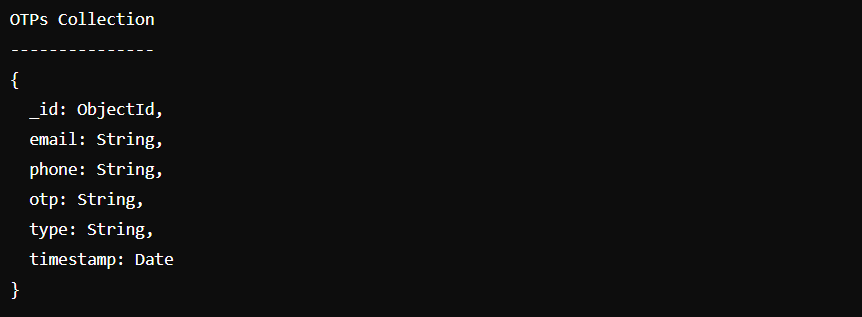 OTPs Collection
---------------
{
  _id: ObjectId,
  email: String,
  phone: String,
  otp: String,
  type: String,
  timestamp: Date
}